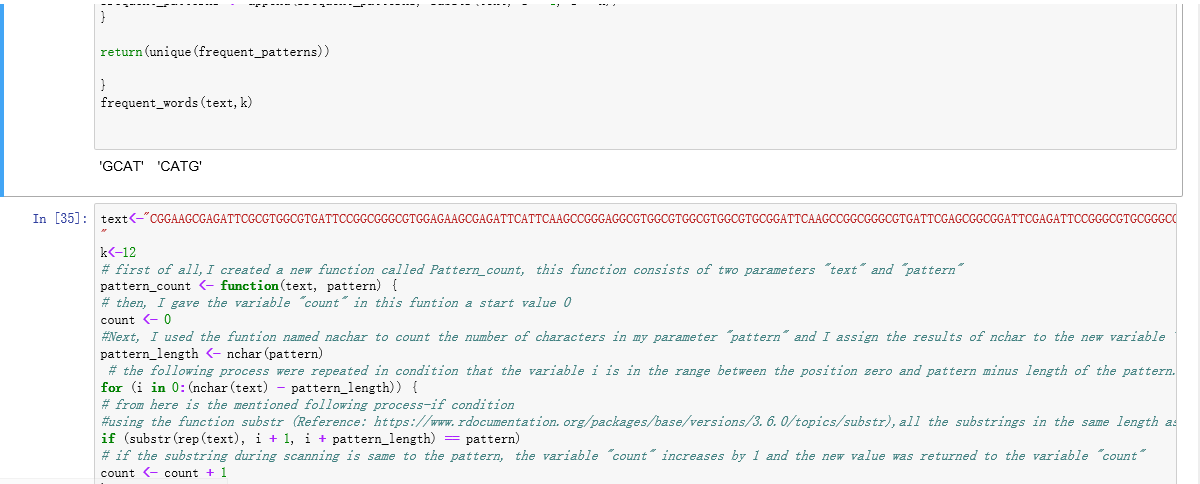 }
return(unique(frequent_patterns))
}
frequent_words(text,k)
'GCAT' 'CATG'
In [35]: text<-"CGGAAGCGAGATTCGCGTGGCGTGATTCCGGCGGGCGTGGAGAAGCGAGATTCATTCAAGCCGGGAGGCGTGGCGTGGCGTGGCGTGCGGATTCAAGCCGGCGGGCGTGATTCGAGCGGCGGATTCGAGATTCCGGGCGTGCGGGCG
"
k<-12
# first of all,I created a new function called Pattern_count, this function consists of two parameters "text" and "pattern"
pattern_count <- function(text, pattern) {
# then, I gave the variable "count" in this funtion a start value 0
count <- 0
#Next, I used the funtion named nachar to count the number of characters in my parameter "pattern" and I assign the results of nchar to the new variable
pattern_length <- nchar(pattern)
# the following process were repeated in condition that the variable i is in the range between the position zero and pattern minus length of the pattern.
for (i in 0:(nchar(text) - pattern_length)) {
# from here is the mentioned following process-if condition
#using the function substr (Reference: https://www.rdocumentation.org/packages/base/versions/3.6.0/topics/substr),all the substrings in the same length as
if (substr(rep(text), i + 1, i + pattern_length) == pattern)
# if the substring during scanning is same to the pattern, the variable "count" increases by 1 and the new value was returned to the variable "count"
count <- count + 1